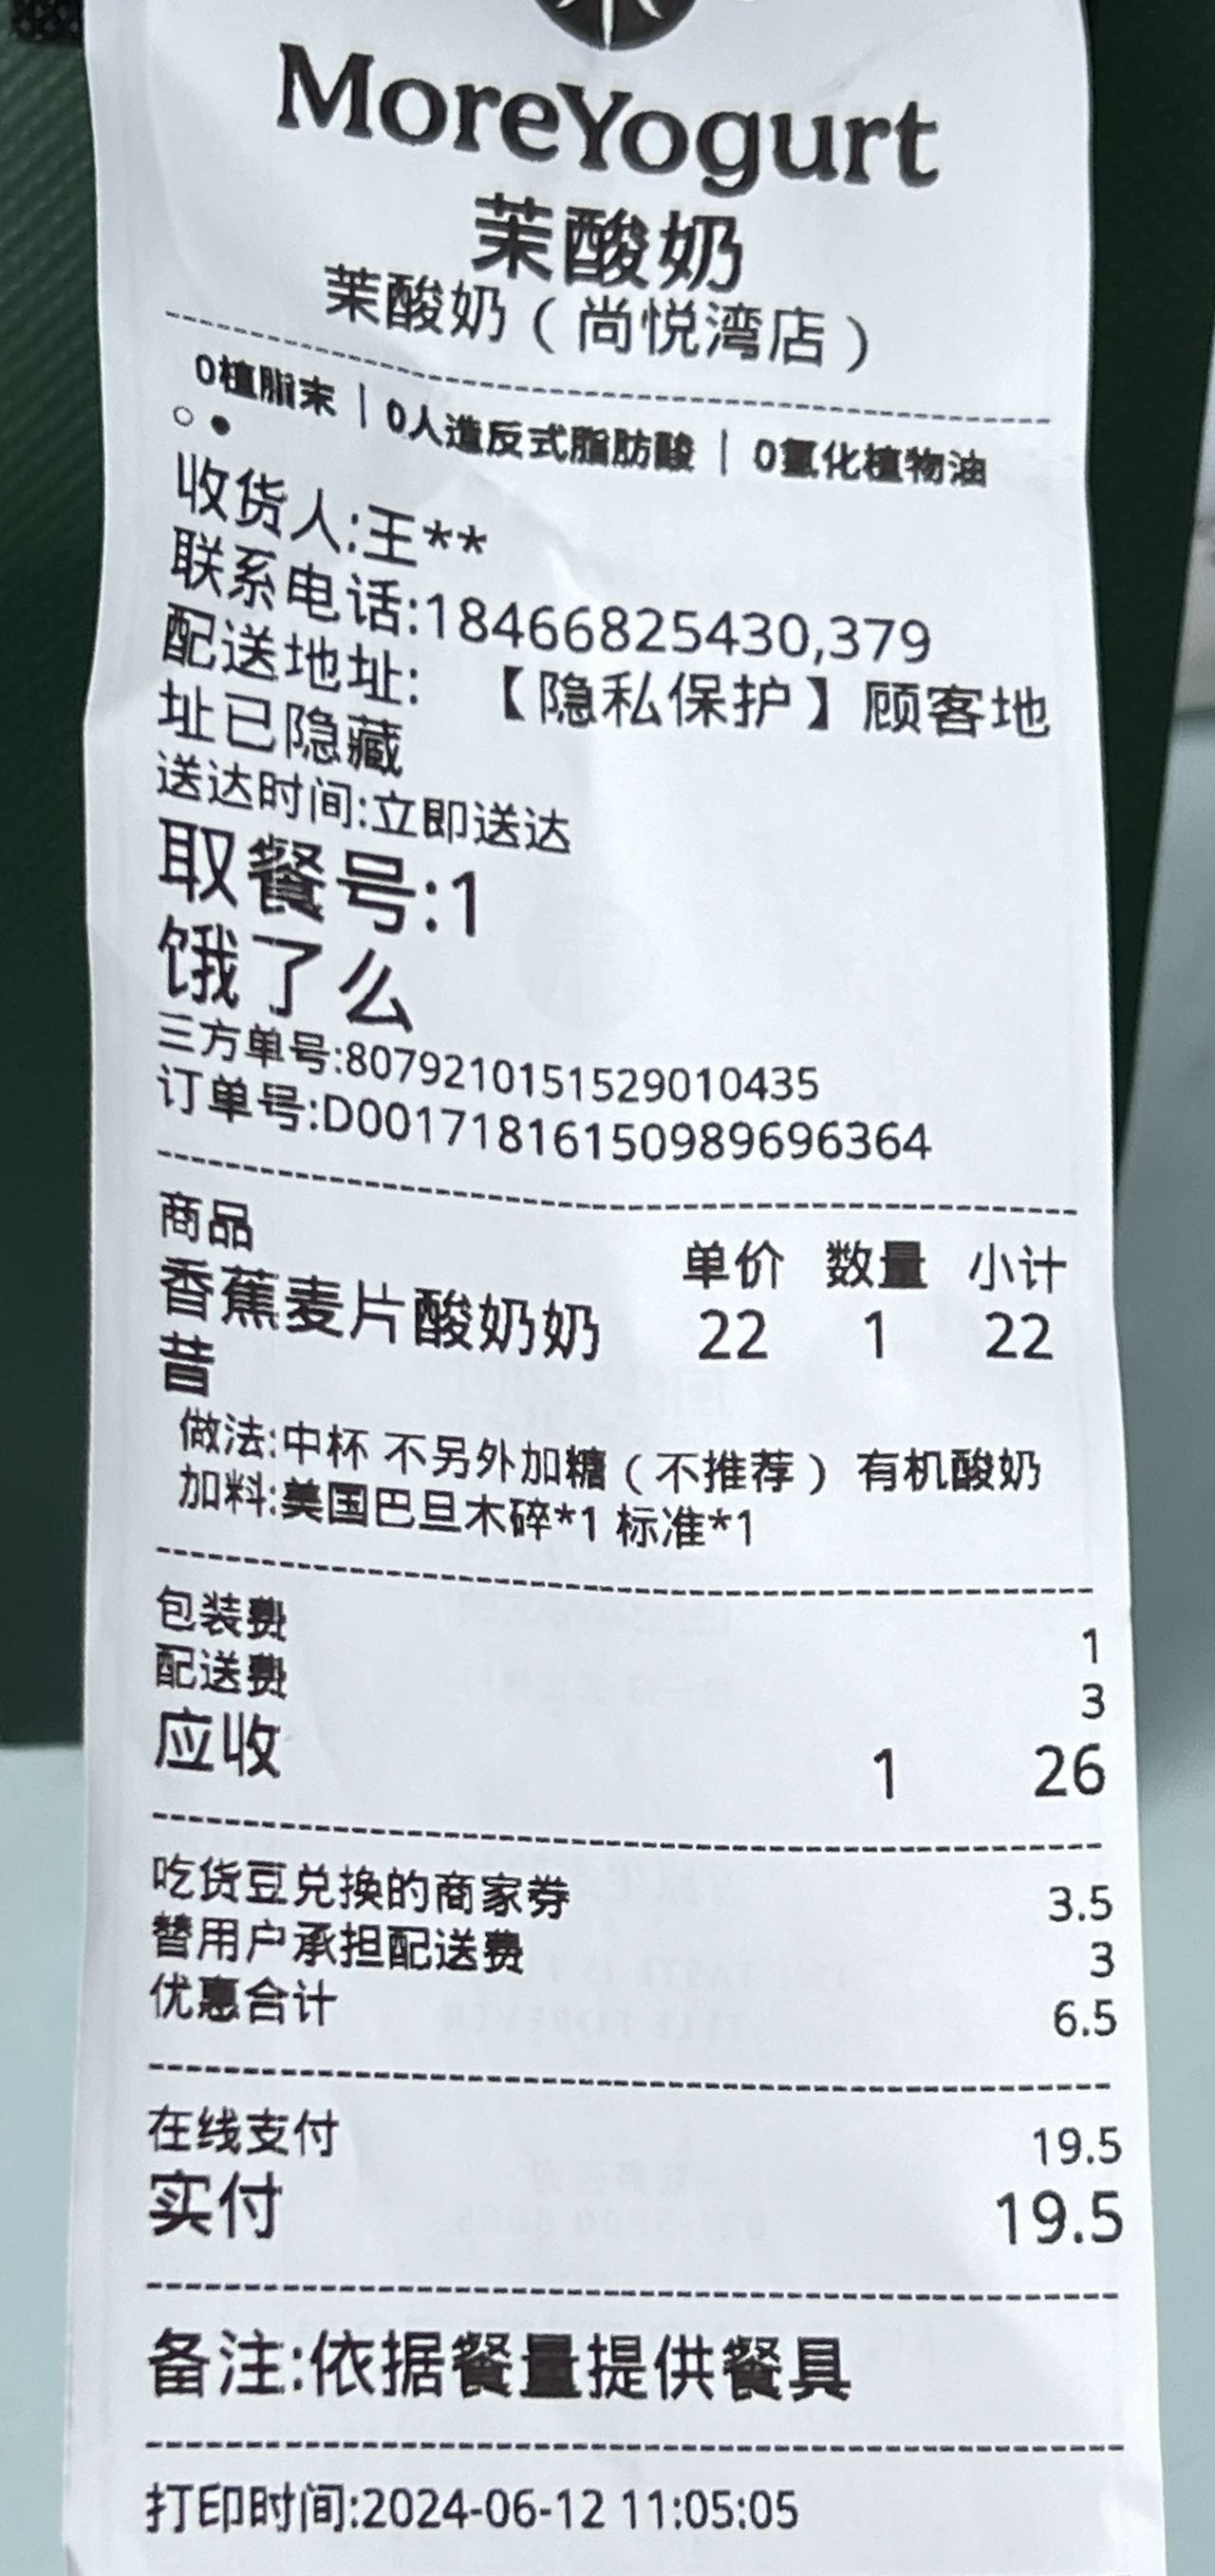 MoreYogurt
茉酸奶
茉酸奶（尚悦湾店）
0植脂末｜0人造反式脂肪酸｜0氢化植物油
收货人:王**
联系电话:18466825430,379
配送地址: 【隐私保护】顾客地
址已隐藏
送达时间:立即送达
取餐号:1
饿了么
三方单号:8079210151529010435
订单号:D00171816150989696364
商品 单价 数量 小计
香蕉麦片酸奶奶 22 1 22
昔
做法:中杯 不另外加糖（不推荐） 有机酸奶
加料:美国巴旦木碎*1 标准*1
包装费 1
配送费 3
应收 1 26
吃货豆兑换的商家券 3.5
替用户承担配送费 3
优惠合计 6.5
在线支付 19.5
实付 19.5
备注:依据餐量提供餐具
打印时间:2024-06-12 11:05:05